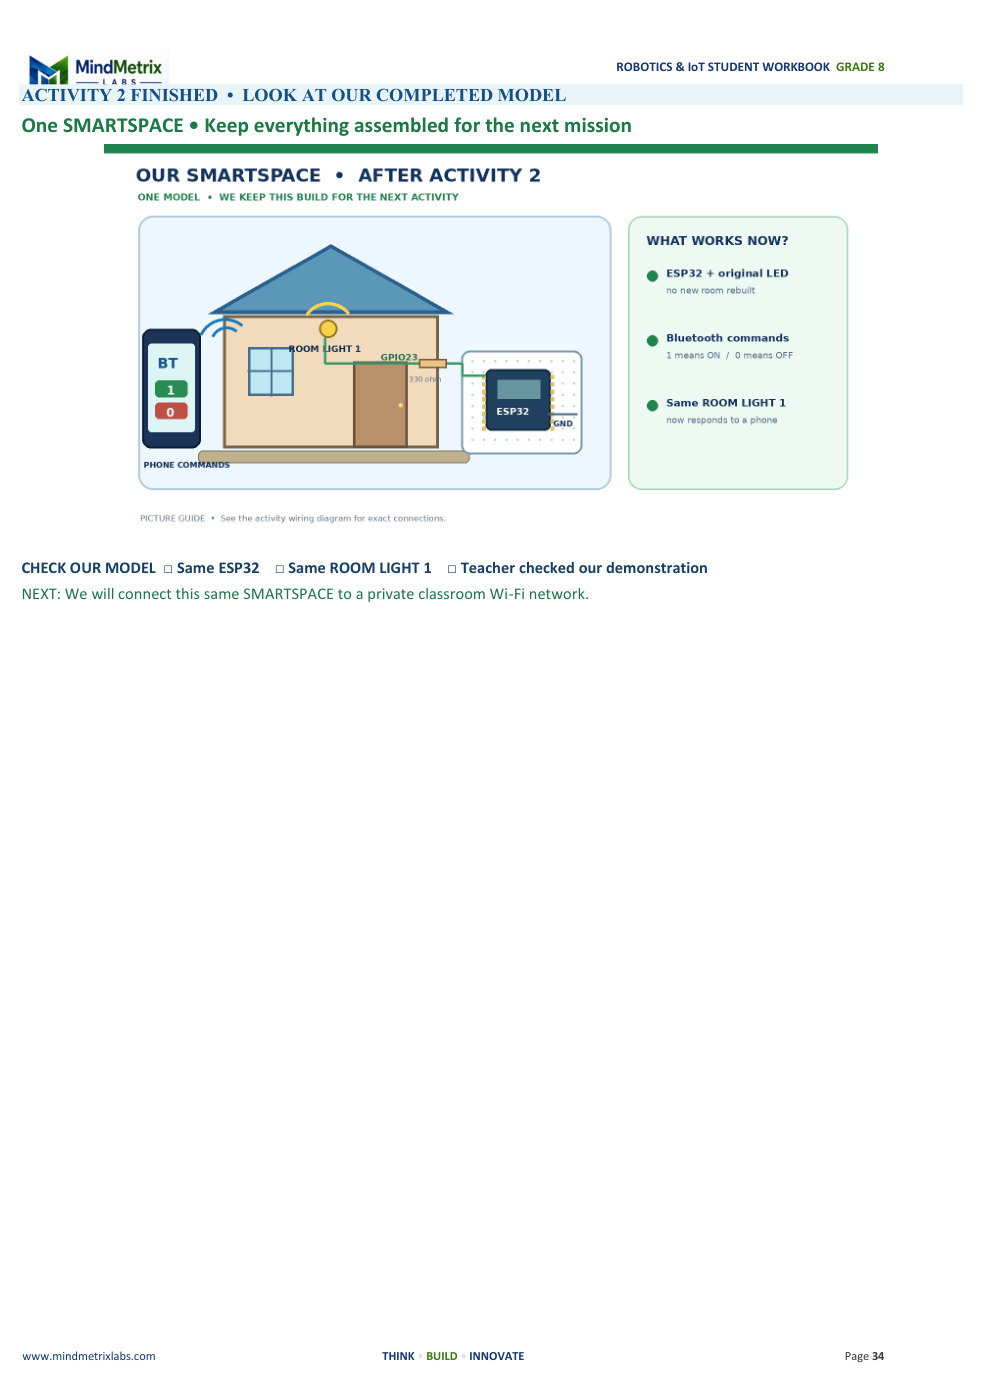 MindMetrix
LABS
ROBOTICS & IoT STUDENT WORKBOOK GRADE 8
ACTIVITY 2 FINISHED • LOOK AT OUR COMPLETED MODEL
One SMARTSPACE • Keep everything assembled for the next mission
OUR SMARTSPACE • AFTER ACTIVITY 2
ONE MODEL • WE KEEP THIS BUILD FOR THE NEXT ACTIVITY
BT
1
0
PHONE COMMANDS
ROOM LIGHT 1
GPIO23
330 ohm
ESP32
GND
WHAT WORKS NOW?
ESP32 + original LED
no new room rebuilt
Bluetooth commands
1 means ON / 0 means OFF
Same ROOM LIGHT 1
now responds to a phone
PICTURE GUIDE • See the activity wiring diagram for exact connections.
CHECK OUR MODEL □ Same ESP32 □ Same ROOM LIGHT 1 □ Teacher checked our demonstration
NEXT: We will connect this same SMARTSPACE to a private classroom Wi-Fi network.
www.mindmetrixlabs.com
THINK • BUILD • INNOVATE
Page 34